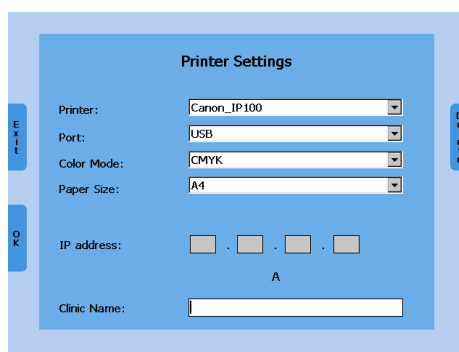 Printer Settings
Printer: Canon_IP100
Port: USB
Color Mode: CMYK
Paper Size: A4
Exit
OK
IP address: . . .
A
Clinic Name: